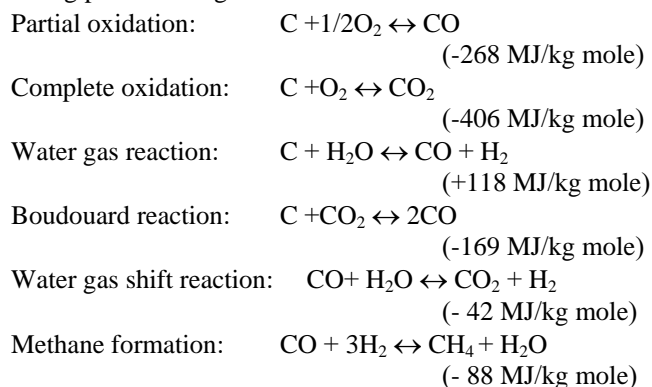 Partial oxidation: C +1/2O₂ ↔ CO
(-268 MJ/kg mole)
Complete oxidation: C +O₂ ↔ CO₂
(-406 MJ/kg mole)
Water gas reaction: C + H₂O ↔ CO + H₂
(+118 MJ/kg mole)
Boudouard reaction: C +CO₂ ↔ 2CO
(-169 MJ/kg mole)
Water gas shift reaction: CO+ H₂O ↔ CO₂ + H₂
(- 42 MJ/kg mole)
Methane formation: CO + 3H₂ ↔ CH₄ + H₂O
(- 88 MJ/kg mole)